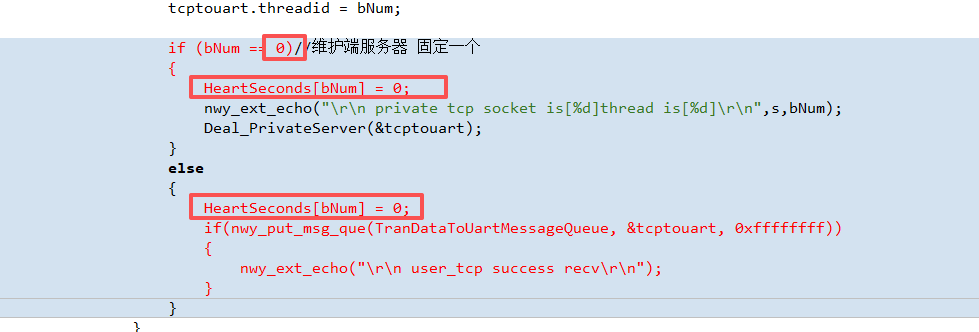 tcptouart.threadid = bNum;
if (bNum == 0)//维护端服务器 固定一个
{
HeartSeconds[bNum] = 0;
nwy_ext_echo("\r\n private tcp socket is[%d]thread is[%d]\r\n",s,bNum);
Deal_PrivateServer(&tcptouart);
}
else
{
HeartSeconds[bNum] = 0;
if(nwy_put_msg_que(TranDataToUartMessageQueue, &tcptouart, 0xffffffff))
{
nwy_ext_echo("\r\n user_tcp success recv\r\n");
}
}
}